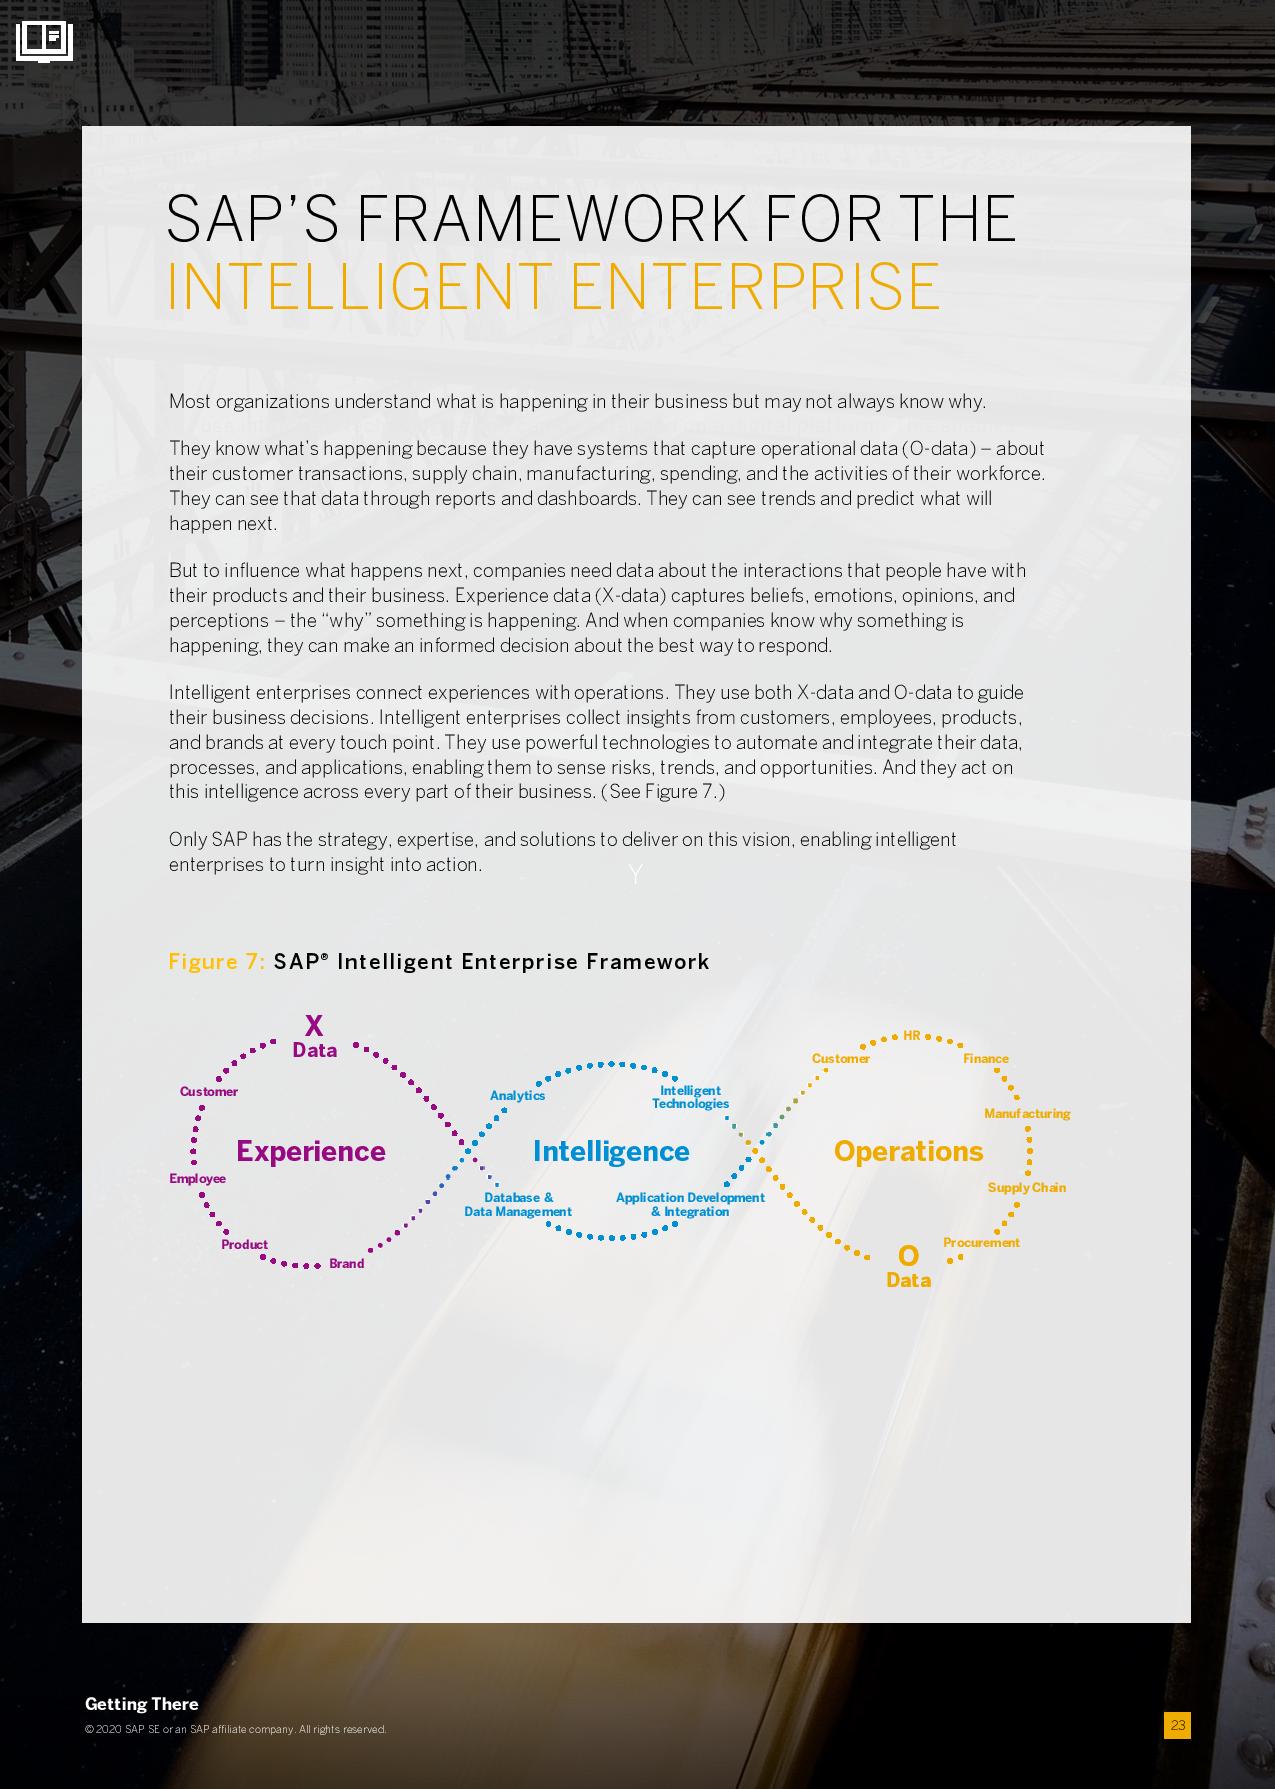 SAP’S FRAMEWORK FOR THE
INTELLIGENT ENTERPRISE
Most organizations understand what is happening in their business but may not always know why.
They know what’s happening because they have systems that capture operational data (O-data) – about
their customer transactions, supply chain, manufacturing, spending, and the activities of their workforce.
They can see that data through reports and dashboards. They can see trends and predict what will
happen next.
But to influence what happens next, companies need data about the interactions that people have with
their products and their business. Experience data (X-data) captures beliefs, emotions, opinions, and
perceptions – the “why” something is happening. And when companies know why something is
happening, they can make an informed decision about the best way to respond.
Intelligent enterprises connect experiences with operations. They use both X-data and O-data to guide
their business decisions. Intelligent enterprises collect insights from customers, employees, products,
and brands at every touch point. They use powerful technologies to automate and integrate their data,
processes, and applications, enabling them to sense risks, trends, and opportunities. And they act on
this intelligence across every part of their business. (See Figure 7.)
Only SAP has the strategy, expertise, and solutions to deliver on this vision, enabling intelligent
enterprises to turn insight into action.
Y
Figure 7: SAP® Intelligent Enterprise Framework
X
Data
Customer
Experience
Employee
Product
Brand
Analytics
Intelligent
Technologies
Intelligence
Database &
Data Management
Application Development
& Integration
Customer
HR
Finance
Manufacturing
Operations
Supply Chain
Procurement
O
Data
Getting There
© 2020 SAP SE or an SAP affiliate company. All rights reserved.
23